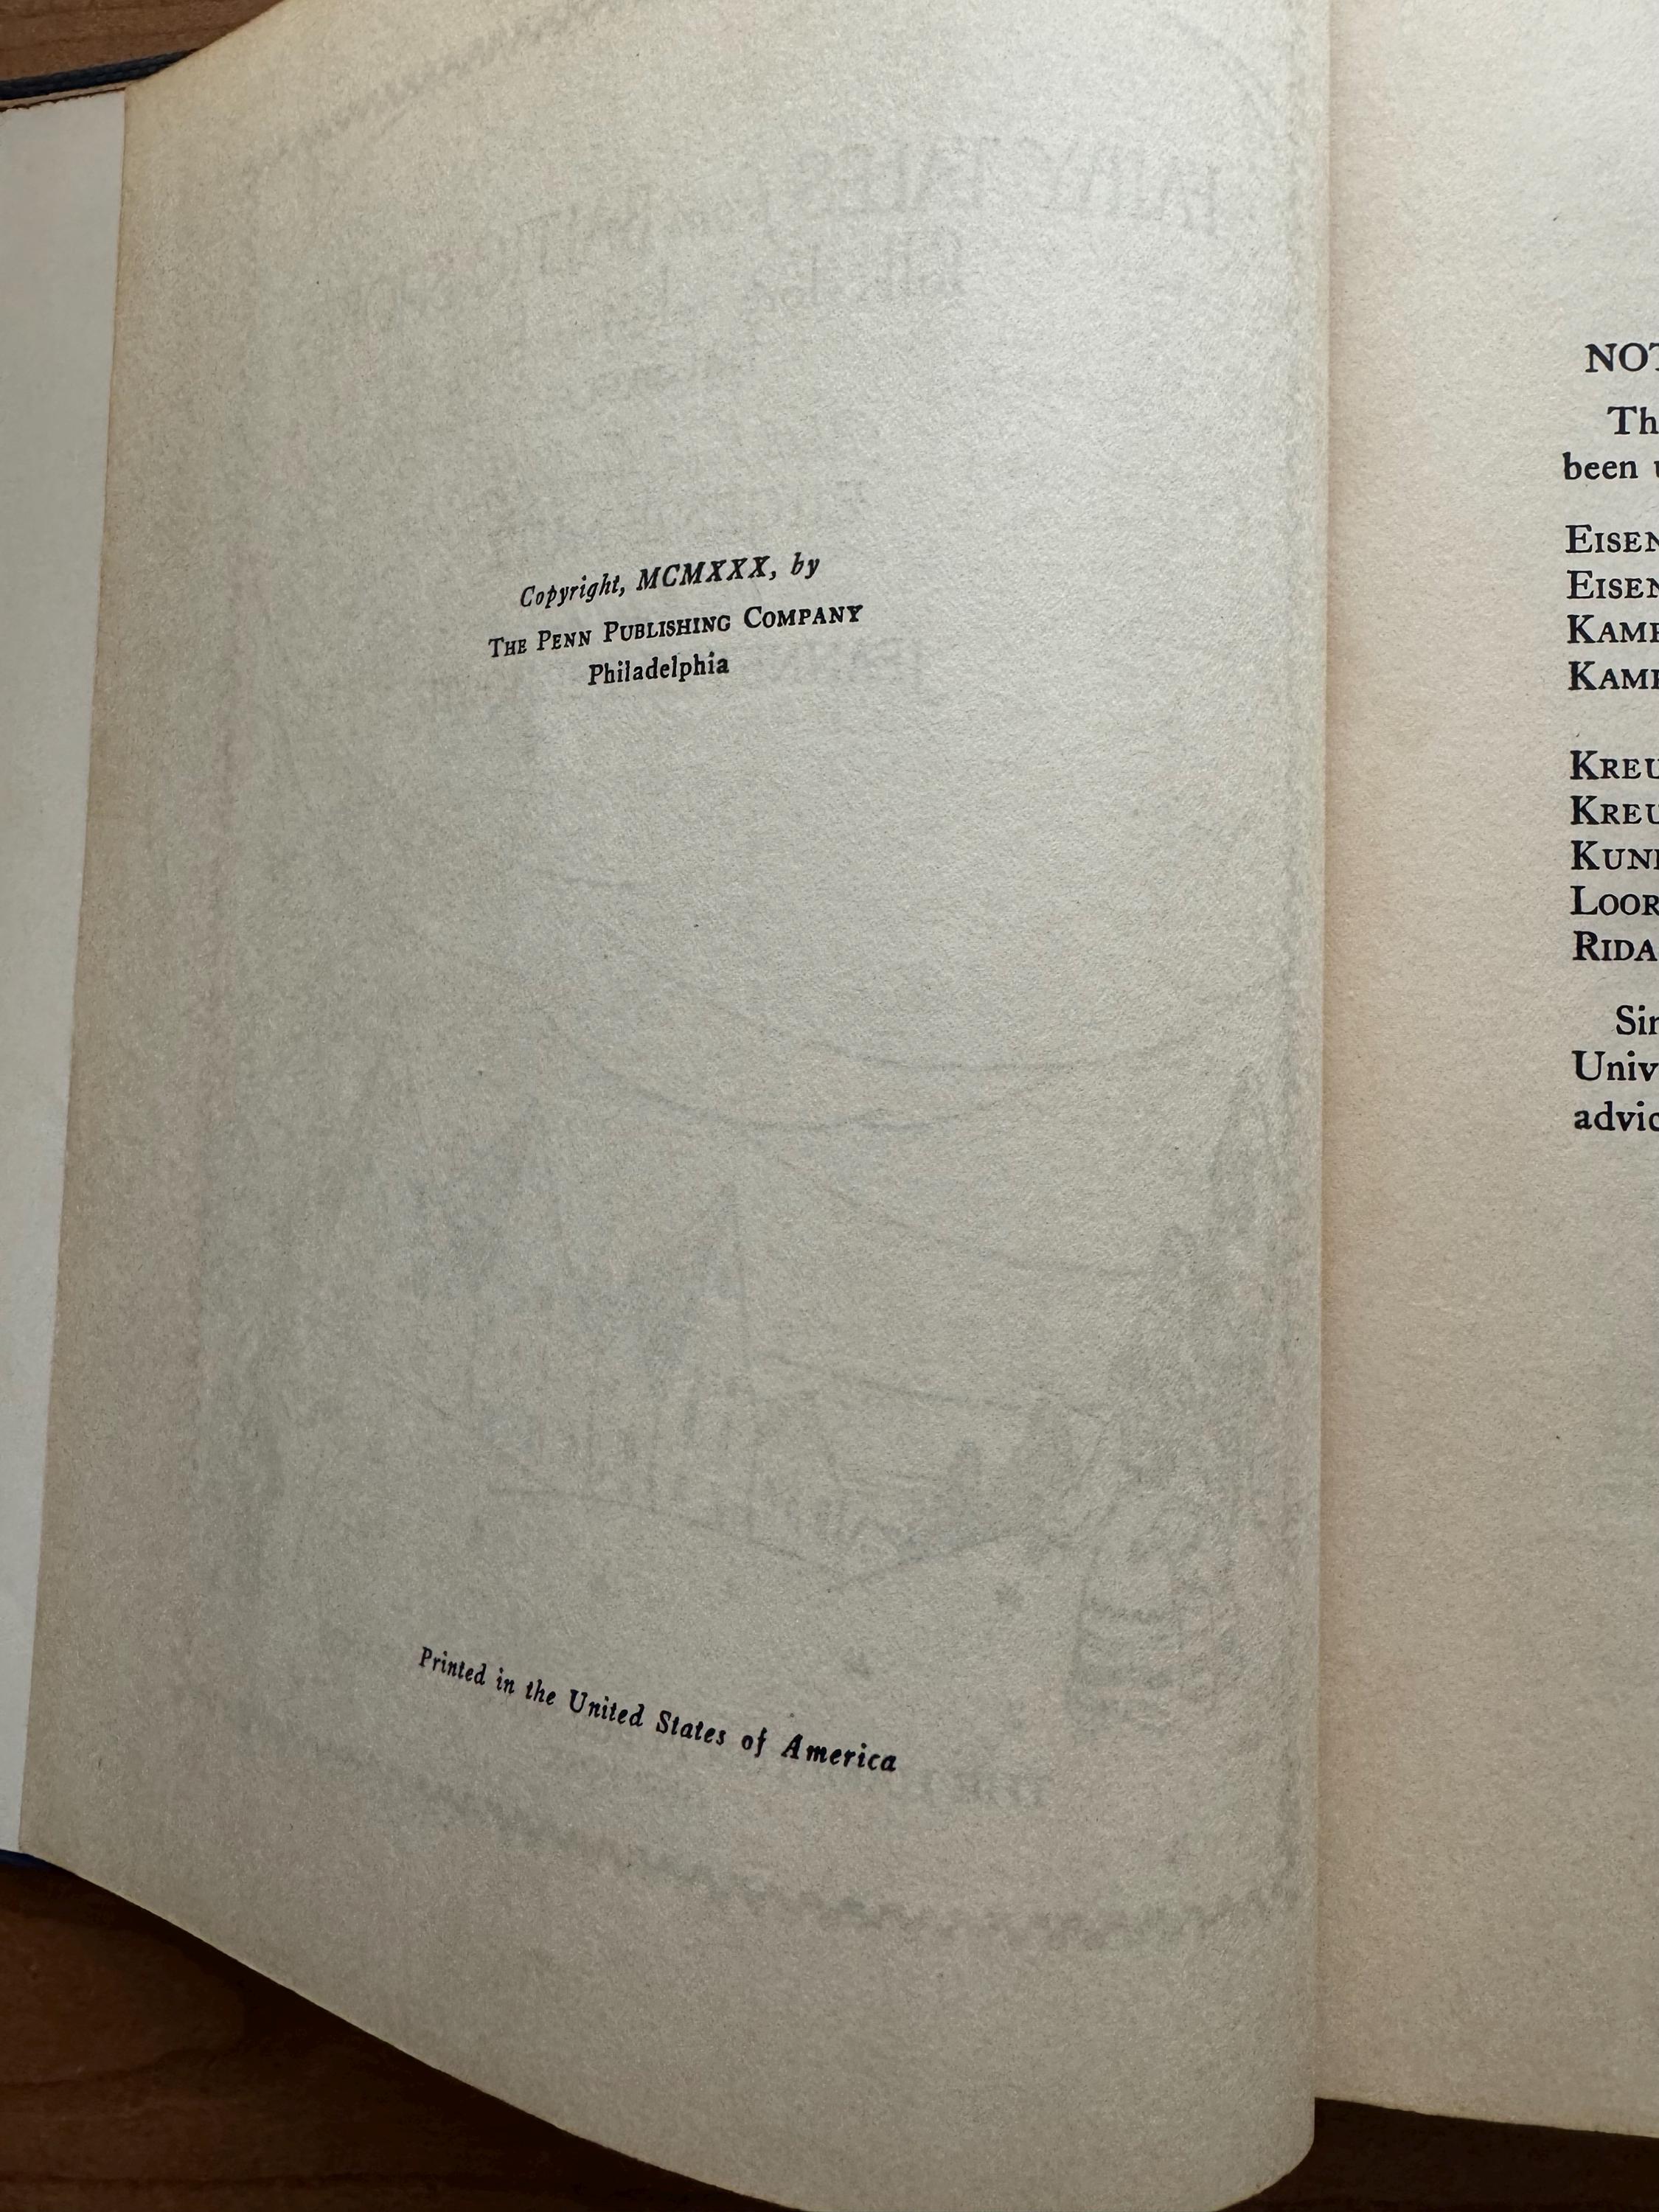 Copyright, MCMXXX, by
THE PENN PUBLISHING COMPANY
Philadelphia
Printed in the United States of America
NOT
Th
been
EISEN
EISEN
KAMP
KAMP
KREU
KREU
KUN
LOOR
RIDA
Sin
Univ
advic